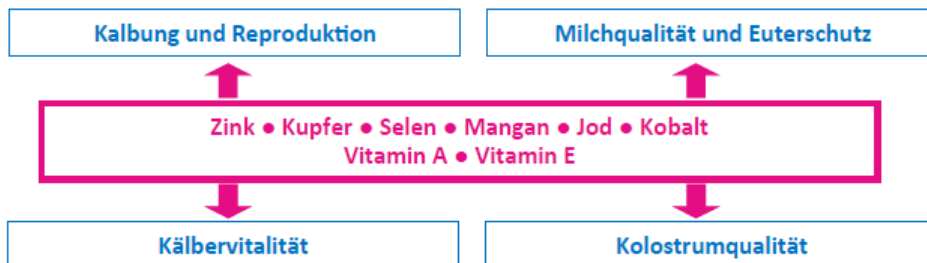 Kalbung und Reproduktion
Milchqualität und Euterschutz
Zink ● Kupfer ● Selen ● Mangan ● Jod ● Kobalt
Vitamin A ● Vitamin E
Kälbervitalität
Kolostrumqualität